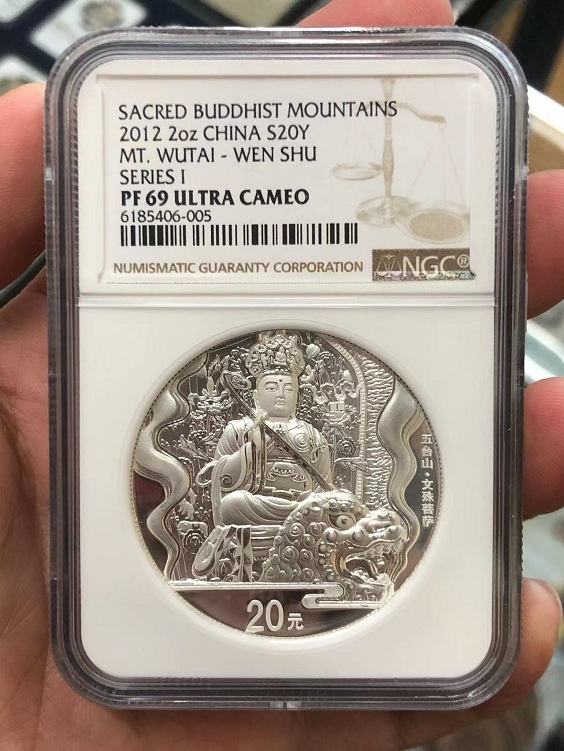 SACRED BUDDHIST MOUNTAINS
2012 2oz CHINA S20Y
MT. WUTAI - WEN SHU
SERIES I
PF 69 ULTRA CAMEO
6185406-005
NUMISMATIC GUARANTY CORPORATION
NGC®
五台山·文殊菩萨
20元